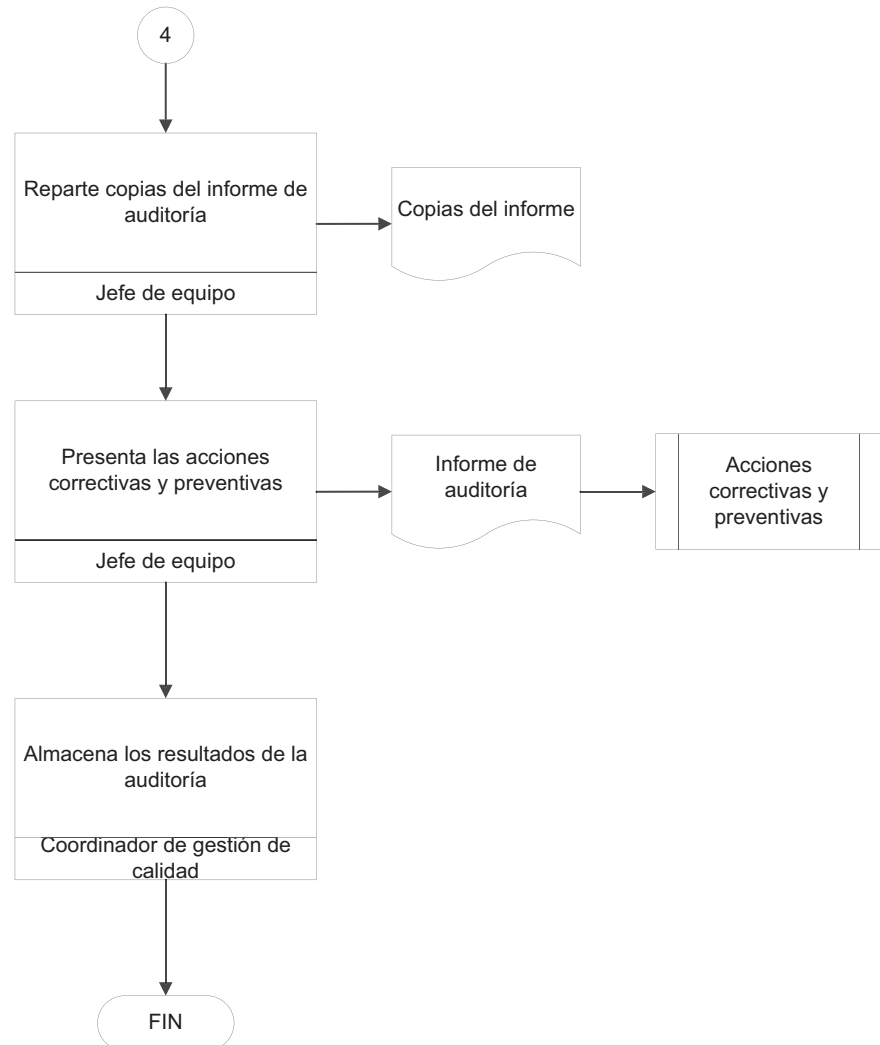 4
Reparte copias del informe de
auditoría
Jefe de equipo
Copias del informe
Presenta las acciones
correctivas y preventivas
Jefe de equipo
Informe de
auditoría
Acciones
correctivas y
preventivas
Almacena los resultados de la
auditoría
Coordinador de gestión de
calidad
FIN